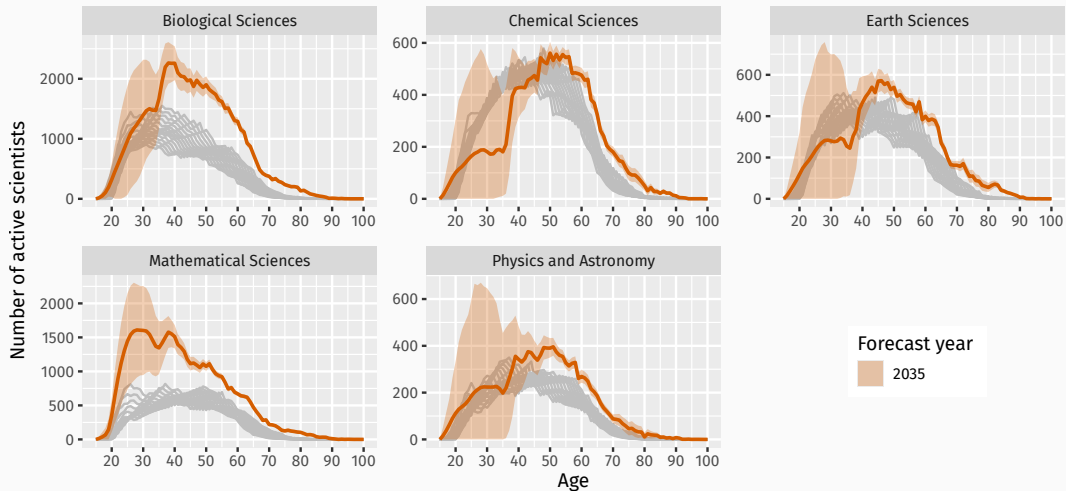 Biological Sciences
Chemical Sciences
Earth Sciences
Number of active scientists
2000
1000
0
20 30 40 50 60 70 80 90 100
600
400
200
0
20 30 40 50 60 70 80 90 100
600
400
200
0
20 30 40 50 60 70 80 90 100
Mathematical Sciences
Physics and Astronomy
2000
1500
1000
500
0
20 30 40 50 60 70 80 90 100
600
400
200
0
20 30 40 50 60 70 80 90 100
Age
Forecast year
2035